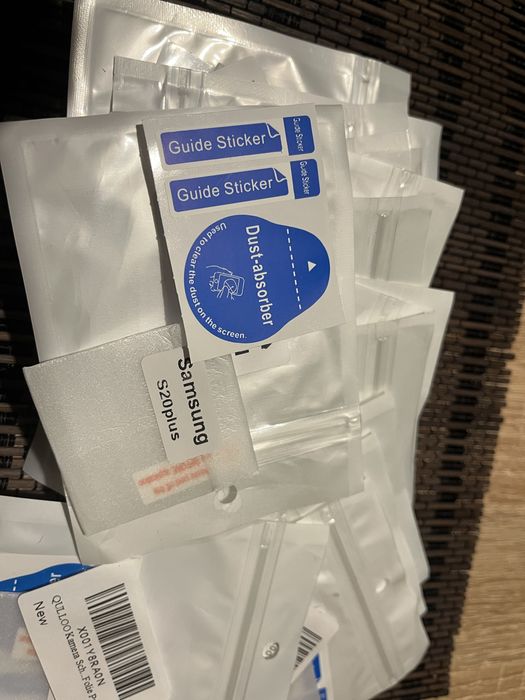 Guide Sticker
Guide Sticker
Guide Sticker
Guide Sticker
Dust-absorber
Used to clear the dust on the screen.
Samsung
S20plus
X001Y8RA0N
QULLOO Kamera Sch...Folie P
New